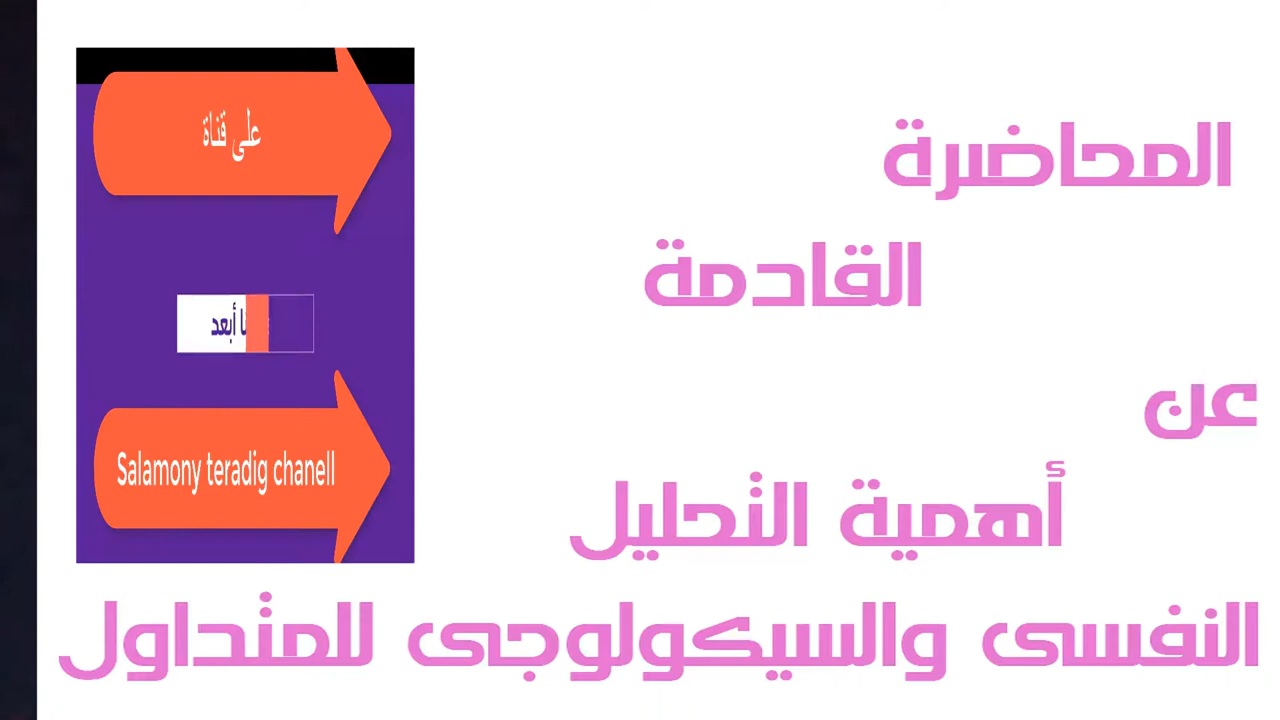 المحاضرة
القادمة
عن
أهمية التحليل
النفسى والسيكولوجى للمتداول
على قناة
أبعد
Salamony teradig chanell